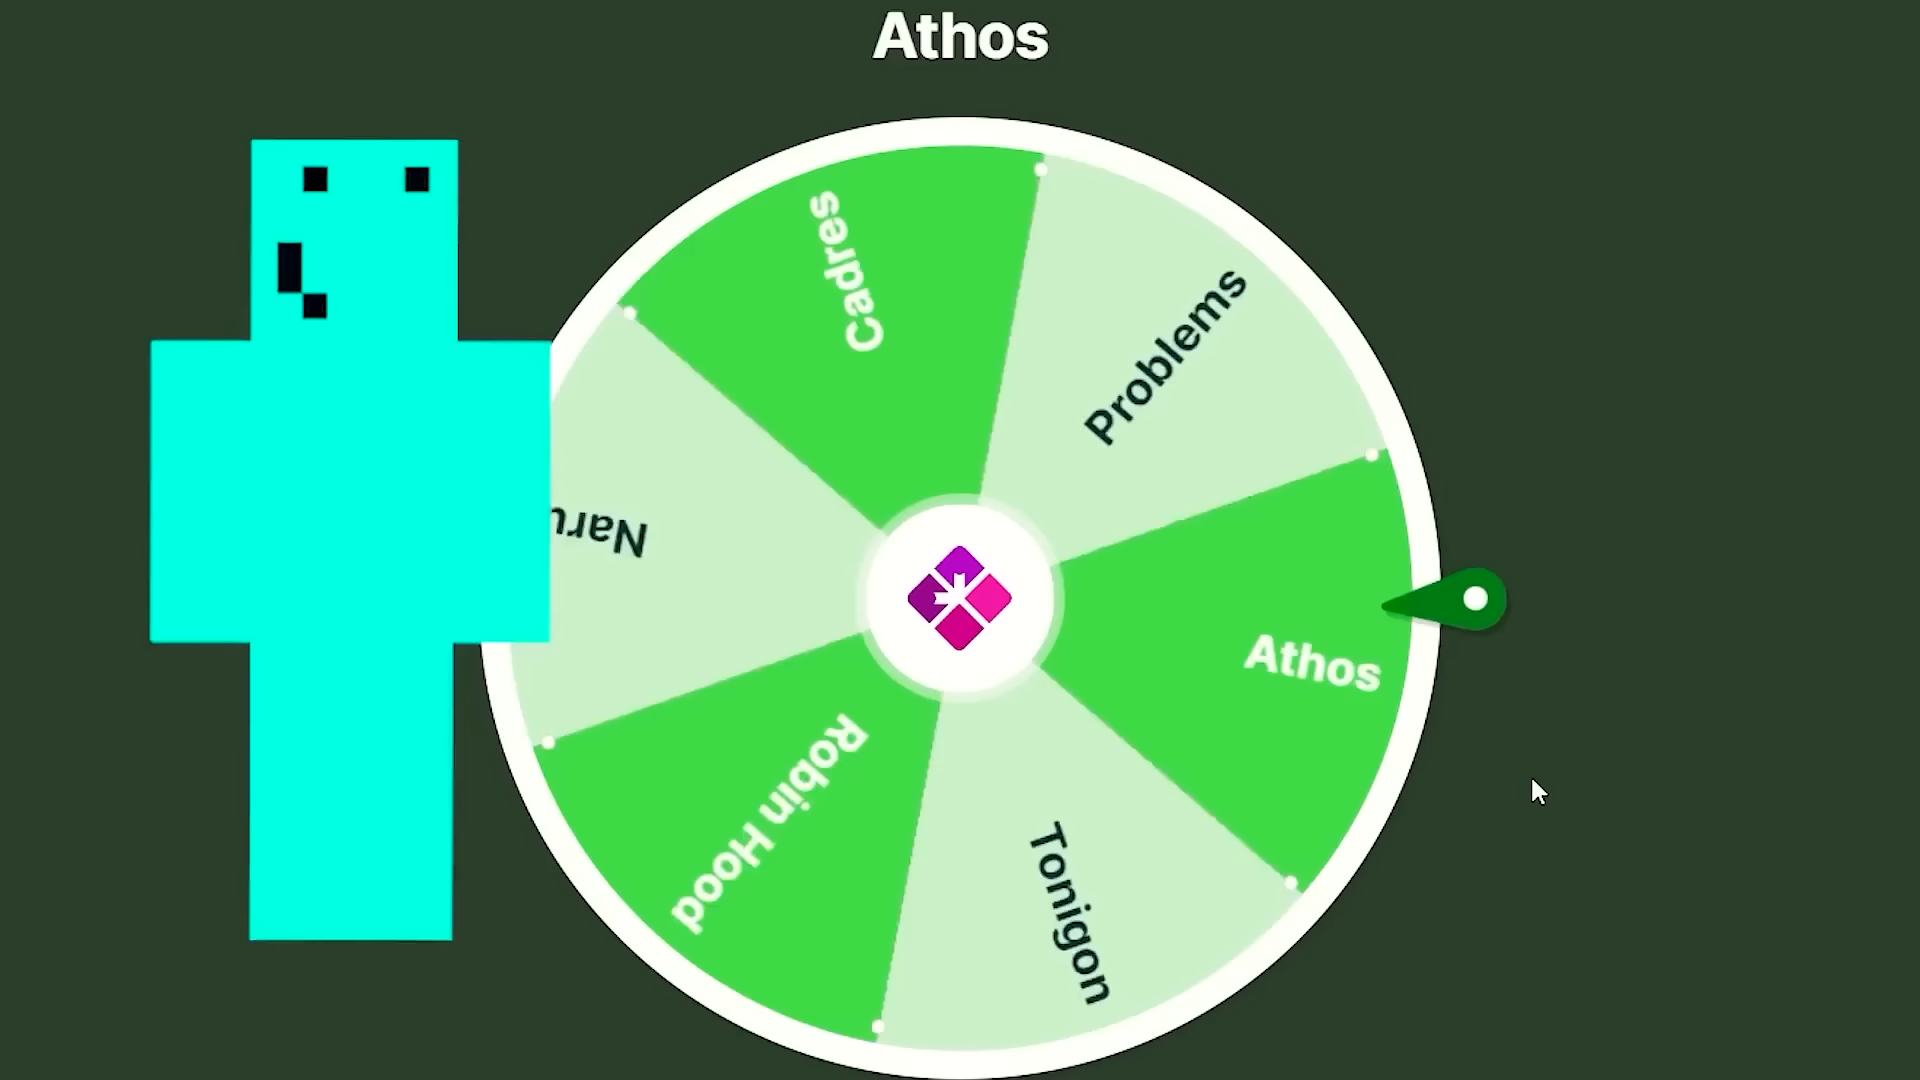 Athos
Cadres
Problems
Athos
Tonigon
Robin Hood